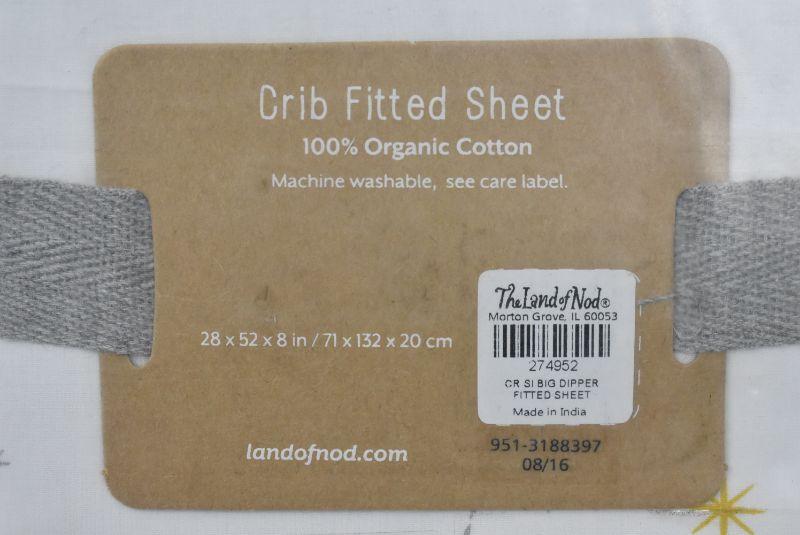 Crib Fitted Sheet
100% Organic Cotton
Machine washable, see care label.
28 x 52 x 8 in / 71 x 132 x 20 cm
The Land of Nod®
Morton Grove, IL 60053
274952
CR SI BIG DIPPER
FITTED SHEET
Made in India
951-3188397
08/16
landofnod.com